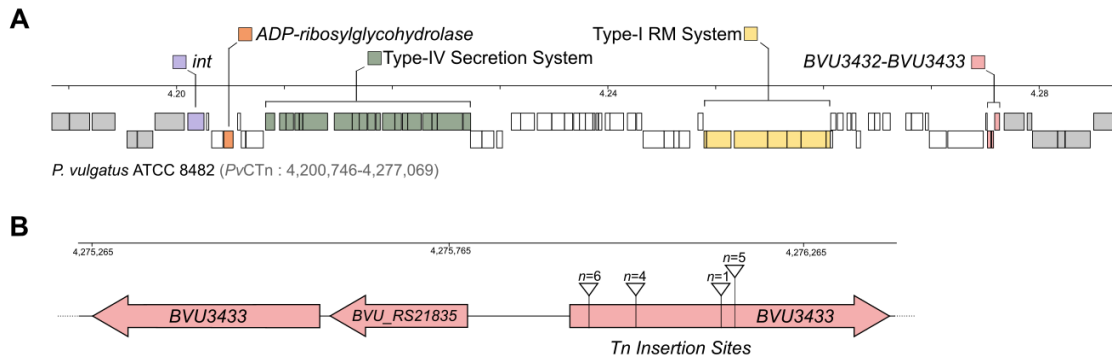 A
ADP-ribosylglycohydrolase
Type-I RM System
int
Type-IV Secretion System
BVU3432-BVU3433
4.20
4.24
4.28
P. vulgatus ATCC 8482 (PvCTn : 4,200,746-4,277,069)
B
4,275,265
4,275,765
4,276,265
n=5
n=6
n=4
n=1
BVU3433
BVU_RS21835
BVU3433
Tn Insertion Sites